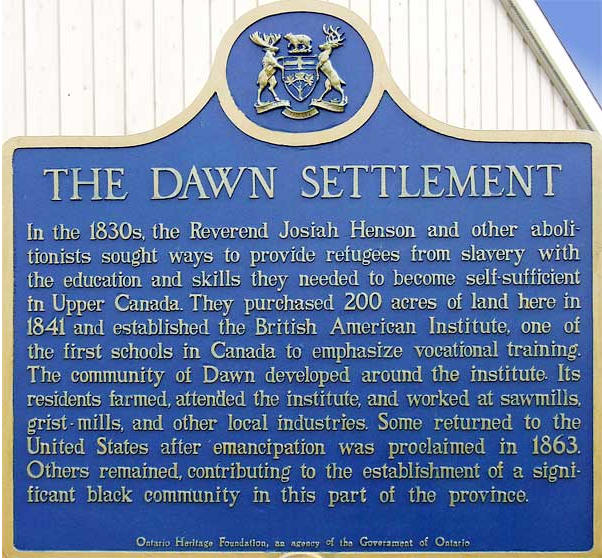 THE DAWN SETTLEMENT
In the 1830s, the Reverend Josiah Henson and other aboli-
tionists sought ways to provide refugees from slavery with
the education and skills they needed to become self-sufficient
in Upper Canada. They purchased 200 acres of land here in
1841 and established the British American Institute, one of
the first schools in Canada to emphasize vocational training.
The community of Dawn developed around the institute. Its
residents farmed, attended the institute, and worked at sawmills,
grist-mills, and other local industries. Some returned to the
United States after emancipation was proclaimed in 1863.
Others remained, contributing to the establishment of a signi-
ficant black community in this part of the province.
Ontario Heritage Foundation, an agency of the Government of Ontario